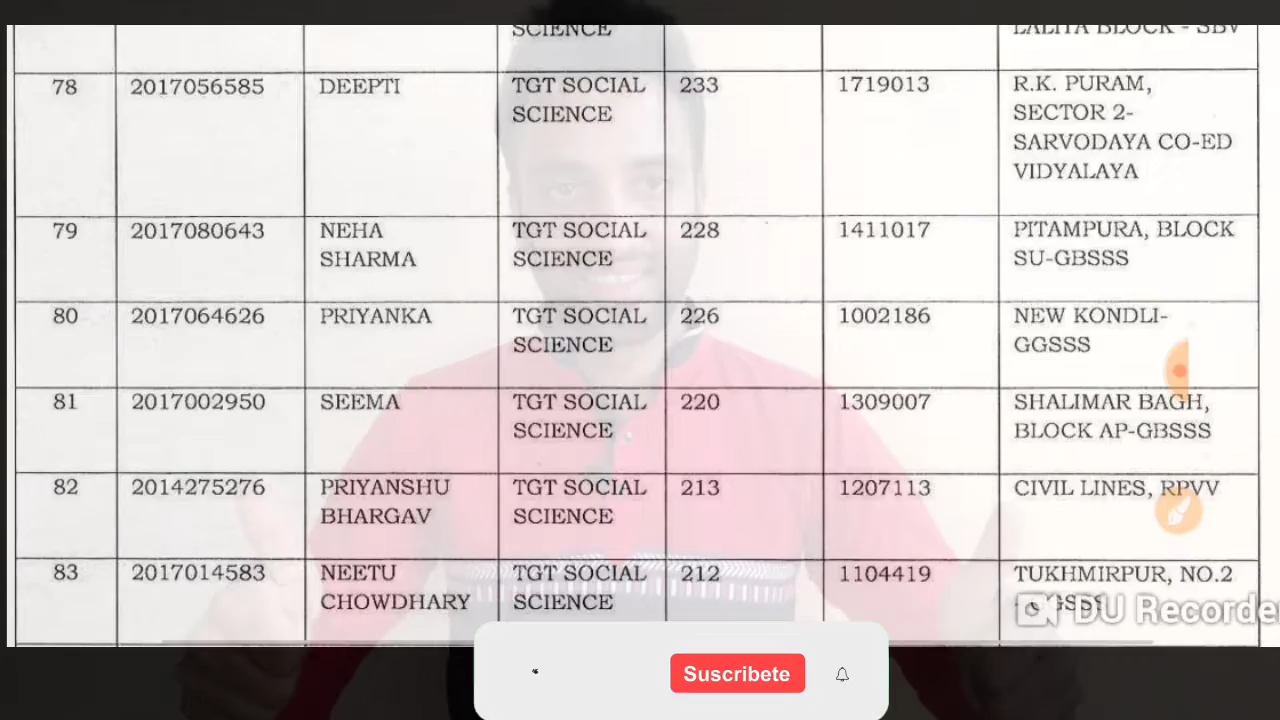 SCIENCE
LALITA BLOCK - SBV
78 2017056585 DEEPTI TGT SOCIAL 233 1719013 R.K. PURAM,
SCIENCE SECTOR 2-
SARVODAYA CO-ED
VIDYALAYA
79 2017080643 NEHA TGT SOCIAL 228 1411017 PITAMPURA, BLOCK
SHARMA SCIENCE SU-GBSSS
80 2017064626 PRIYANKA TGT SOCIAL 226 1002186 NEW KONDLI-
SCIENCE GGSSS
81 2017002950 SEEMA TGT SOCIAL 220 1309007 SHALIMAR BAGH,
SCIENCE BLOCK AP-GBSSS
82 2014275276 PRIYANSHU TGT SOCIAL 213 1207113 CIVIL LINES, RPVV
BHARGAV SCIENCE
83 2017014583 NEETU TGT SOCIAL 212 1104419 TUKHMIRPUR, NO.2
CHOWDHARY SCIENCE
DU Recorder
Suscribete